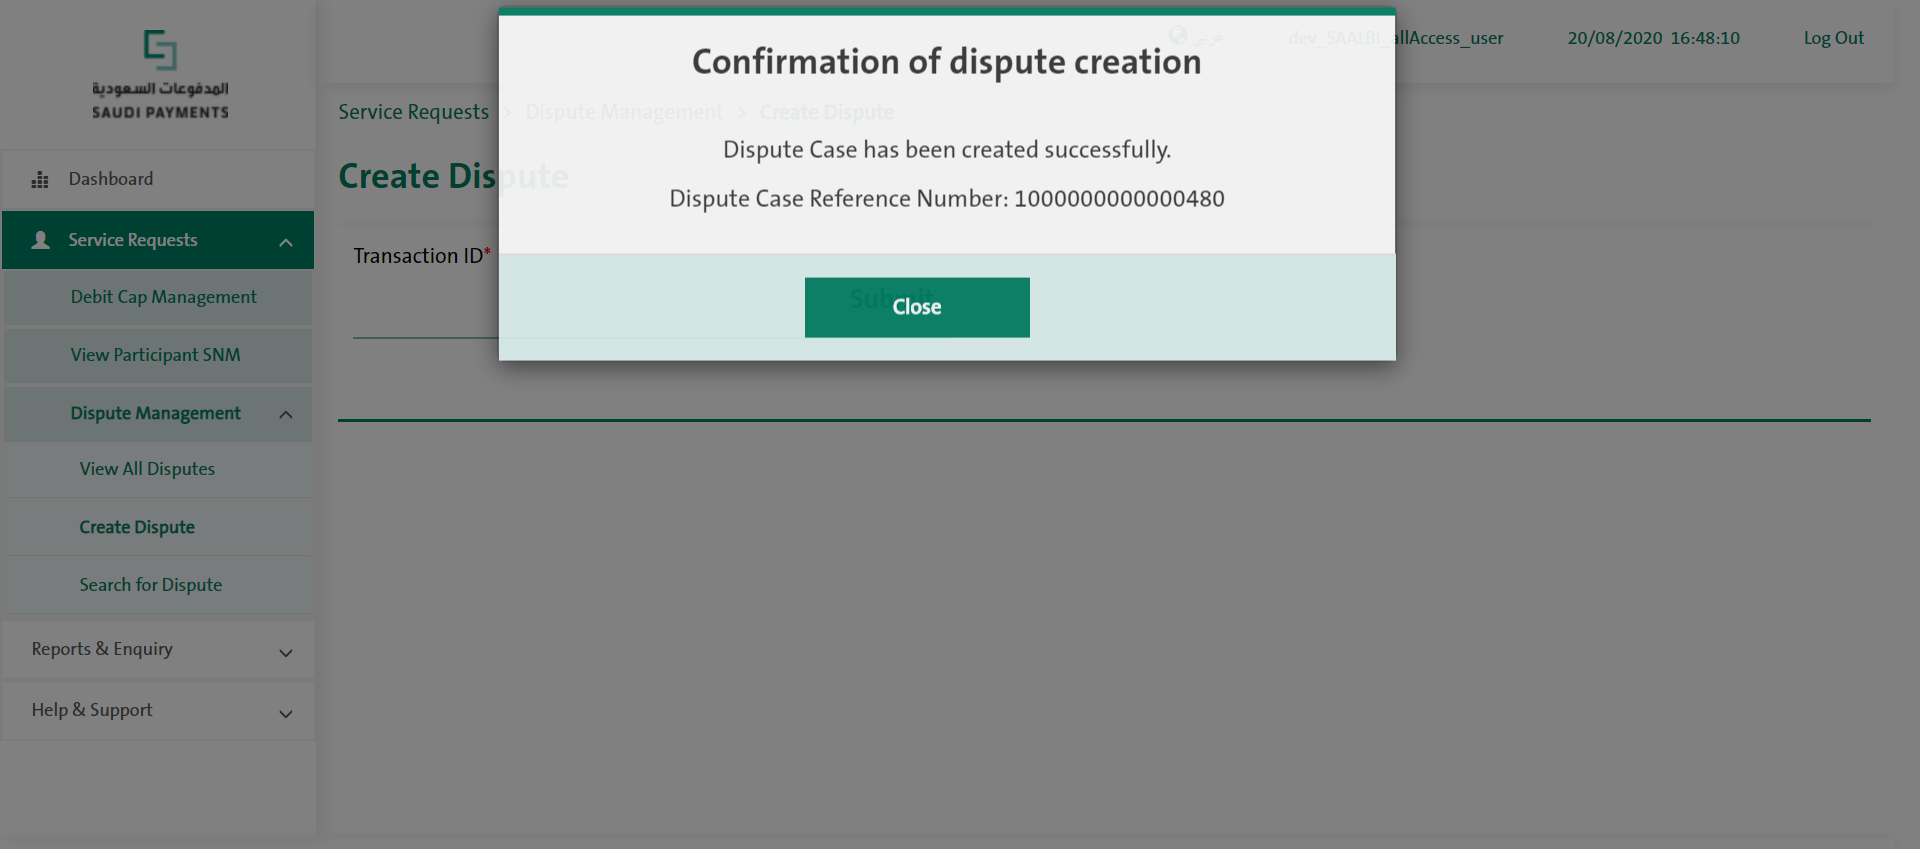 المدفوعات السعودية
SAUDI PAYMENTS
عربي
dev_SAALBI_allAccess_user
20/08/2020 16:48:10
Log Out
Confirmation of dispute creation
Dispute Case has been created successfully.
Dispute Case Reference Number: 1000000000000480
Close
Service Requests > Dispute Management > Create Dispute
Create Dispute
Transaction ID*
Submit
Dashboard
Service Requests
Debit Cap Management
View Participant SNM
Dispute Management
View All Disputes
Create Dispute
Search for Dispute
Reports & Enquiry
Help & Support